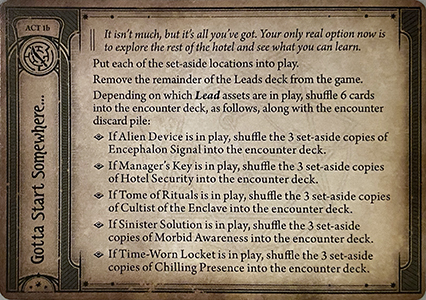 ACT 1b
Gotta Start Somewhere...
It isn't much, but it's all you've got. Your only real option now is
to explore the rest of the hotel and see what you can learn.
Put each of the set-aside locations into play.
Remove the remainder of the Leads deck from the game.
Depending on which Lead assets are in play, shuffle 6 cards
into the encounter deck, as follows, along with the encounter
discard pile:
If Alien Device is in play, shuffle the 3 set-aside copies of
Encephalon Signal into the encounter deck.
If Manager's Key is in play, shuffle the 3 set-aside copies
of Hotel Security into the encounter deck.
If Tome of Rituals is in play, shuffle the 3 set-aside copies
of Cultist of the Enclave into the encounter deck.
If Sinister Solution is in play, shuffle the 3 set-aside
copies of Morbid Awareness into the encounter deck.
If Time-Worn Locket is in play, shuffle the 3 set-aside
copies of Chilling Presence into the encounter deck.